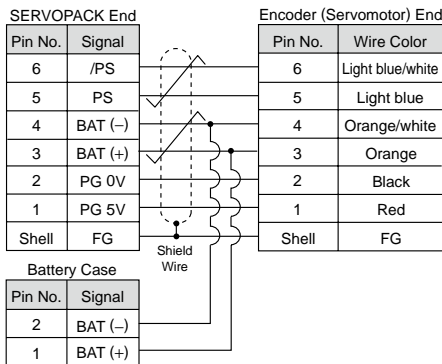 SERVOPACK End
Pin No. Signal
6 /PS
5 PS
4 BAT (−)
3 BAT (+)
2 PG 0V
1 PG 5V
Shell FG
Shield
Wire
Encoder (Servomotor) End
Pin No. Wire Color
6 Light blue/white
5 Light blue
4 Orange/white
3 Orange
2 Black
1 Red
Shell FG
Battery Case
Pin No. Signal
2 BAT (−)
1 BAT (+)